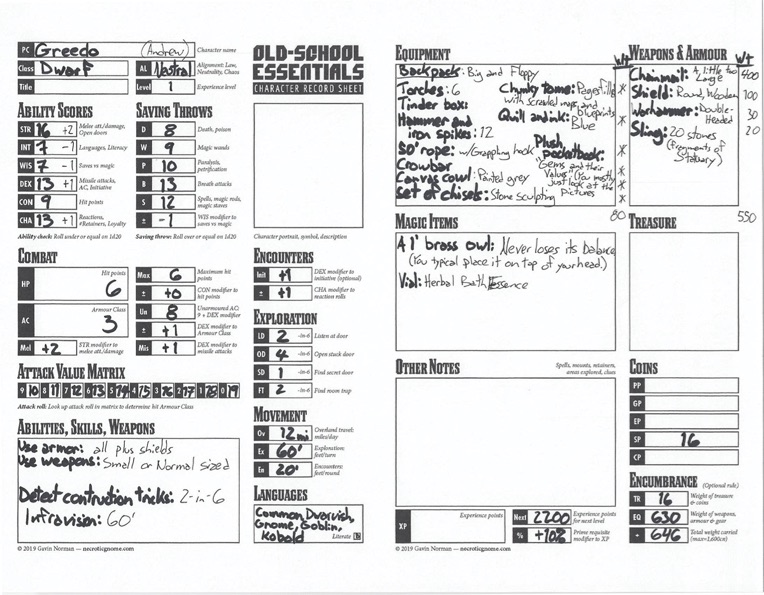 PC Greedo (Andrew) Character name
Class Dwarf AL Neutral Alignment: Law, Neutrality, Chaos
Title Level 1 Experience level
OLD-SCHOOL
ESSENTIALS
CHARACTER RECORD SHEET
ABILITY SCORES
STR 16 +2 Melee att./damage, Open doors
INT 7 -1 Languages, Literacy
WIS 7 -1 Saves vs magic
DEX 13 +1 Missile attacks, AC, Initiative
CON 9 Hit points
CHA 13 +1 Reactions, #Retainers, Loyalty
Ability check: Roll under or equal on 1d20
SAVING THROWS
D 8 Death, poison
W 9 Magic wands
P 10 Paralysis, petrification
B 13 Breath attacks
S 12 Spells, magic rods, magic staves
± -1 WIS modifier to saves vs magic
Saving throw: Roll over or equal on 1d20
Character portrait, symbol, description
COMBAT
HP 6 Hit points
AC 3 Armour Class
Mel +2 STR modifier to melee att./damage
Max 6 Maximum hit points
± +0 CON modifier to hit points
Un 8 Unarmoured AC: 9 + DEX modifier
± +1 DEX modifier to Armour Class
Mis +1 DEX modifier to missile attacks
ENCOUNTERS
Init +1 DEX modifier to initiative (optional)
± +1 CHA modifier to reaction rolls
EXPLORATION
LD 2 -in-6 Listen at door
OD 4 -in-6 Open stuck door
SD 1 -in-6 Find secret door
FT 2 -in-6 Find room trap
ATTACK VALUE MATRIX
9 10 8 11 7 12 6 13 5 14 4 15 3 16 2 17 1 18 0 19
Attack roll: Look up attack roll in matrix to determine hit Armour Class
MOVEMENT
Ov 12mi Overland travel: miles/day
Ex 60' Exploration: feet/turn
En 20' Encounters: feet/round
ABILITIES, SKILLS, WEAPONS
Use armor: all plus shields
Use weapons: Small or Normal sized
Detect contruction tricks: 2-in-6
Infravision: 60'
LANGUAGES
Common, Dwarvish,
Gnome, Goblin,
Kobold
Literate
© 2019 Gavin Norman — necroticgnome.com
EQUIPMENT Wt
Backpack: Big and Floppy
Torches: 6
Tinder box:
Hammer and
iron spikes: 12
50' rope: w/Grappling hook
Crowbar
Canvas cowl: Painted grey
Set of chisels: Stone Sculpting
Chunky tome: Pages filled
with scrawled maps and
blueprints
Quill and ink: Blue
Plush
pocketbook:
"Gems and their
Values" (You mostly
just look at the
pictures
80
WEAPONS & ARMOUR Wt
Chainmail: A little too Large 400
Shield: Round, Wooden 100
Warhammer: Double-Headed 30
Sling: 20 stones 20
(fragments of
Statuary)
550
MAGIC ITEMS
A 1' brass owl: Never loses its balance
(You typical place it on top of your head.)
Vial: Herbal Bath Essence
TREASURE
OTHER NOTES Spells, mounts, retainers, areas explored, clues
COINS
PP
GP
EP
SP 16
CP
ENCUMBRANCE (Optional rule)
TR 16 Weight of treasure & coins
EQ 630 Weight of weapons, armour & gear
= 646 Total weight carried (max=1,600cn)
XP Experience points
Next 2200 Experience points for next level
% +10% Prime requisite modifier to XP
© 2019 Gavin Norman — necroticgnome.com